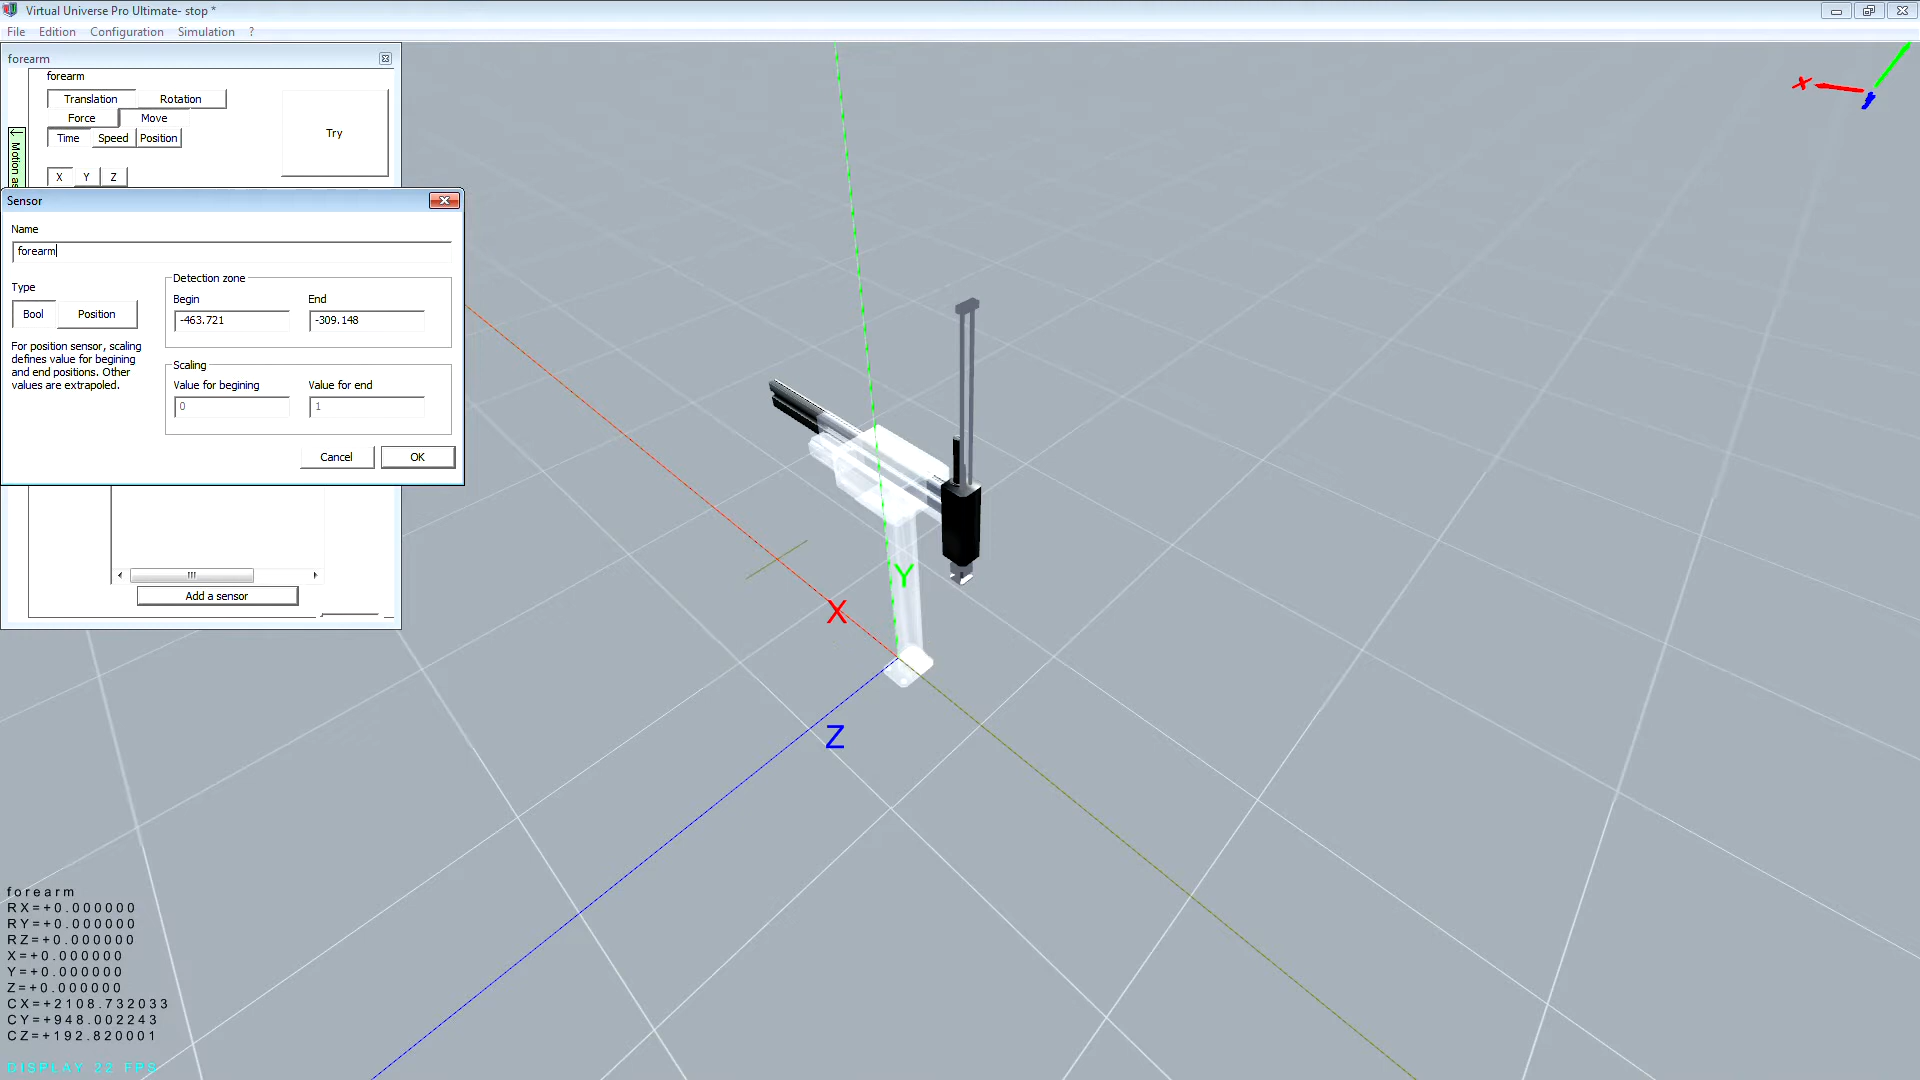 Virtual Universe Pro Ultimate- stop *
File Edition Configuration Simulation ?
forearm
forearm
Translation Rotation
Force Move
Time Speed Position
Try
Motion as
X Y Z
Sensor
Name
forearm
Type
Bool Position
For position sensor, scaling
defines value for begining
and end positions. Other
values are extrapoled.
Detection zone
Begin End
-463.721 -309.148
Scaling
Value for begining Value for end
0 1
Cancel OK
Add a sensor
X
Y
Z
X
forearm
RX=+0.000000
RY=+0.000000
RZ=+0.000000
X=+0.000000
Y=+0.000000
Z=+0.000000
CX=+2108.732033
CY=+948.002243
CZ=+192.820001
DISPLAY 22 FPS